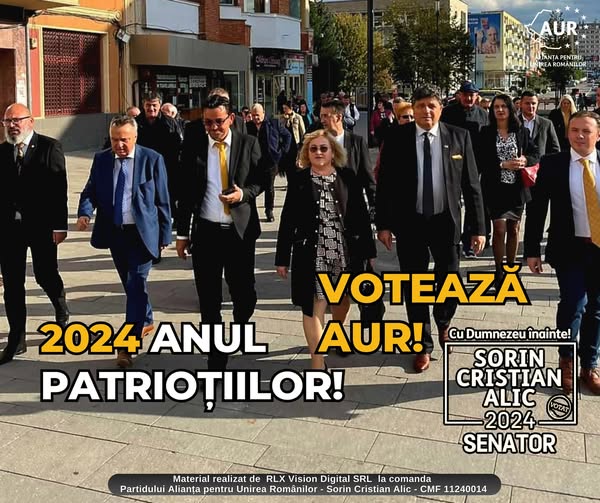 AUR
ALIANȚA PENTRU
UNIREA ROMÂNILOR
VOTEAZĂ
AUR!
2024 ANUL
PATRIOȚIILOR!
Cu Dumnezeu înainte!
SORIN
CRISTIAN
ALIC
VOTAT
2024
SENATOR
Material realizat de RLX Vision Digital SRL la comanda
Partidului Alianța pentru Unirea Românilor - Sorin Cristian Alic - CMF 11240014